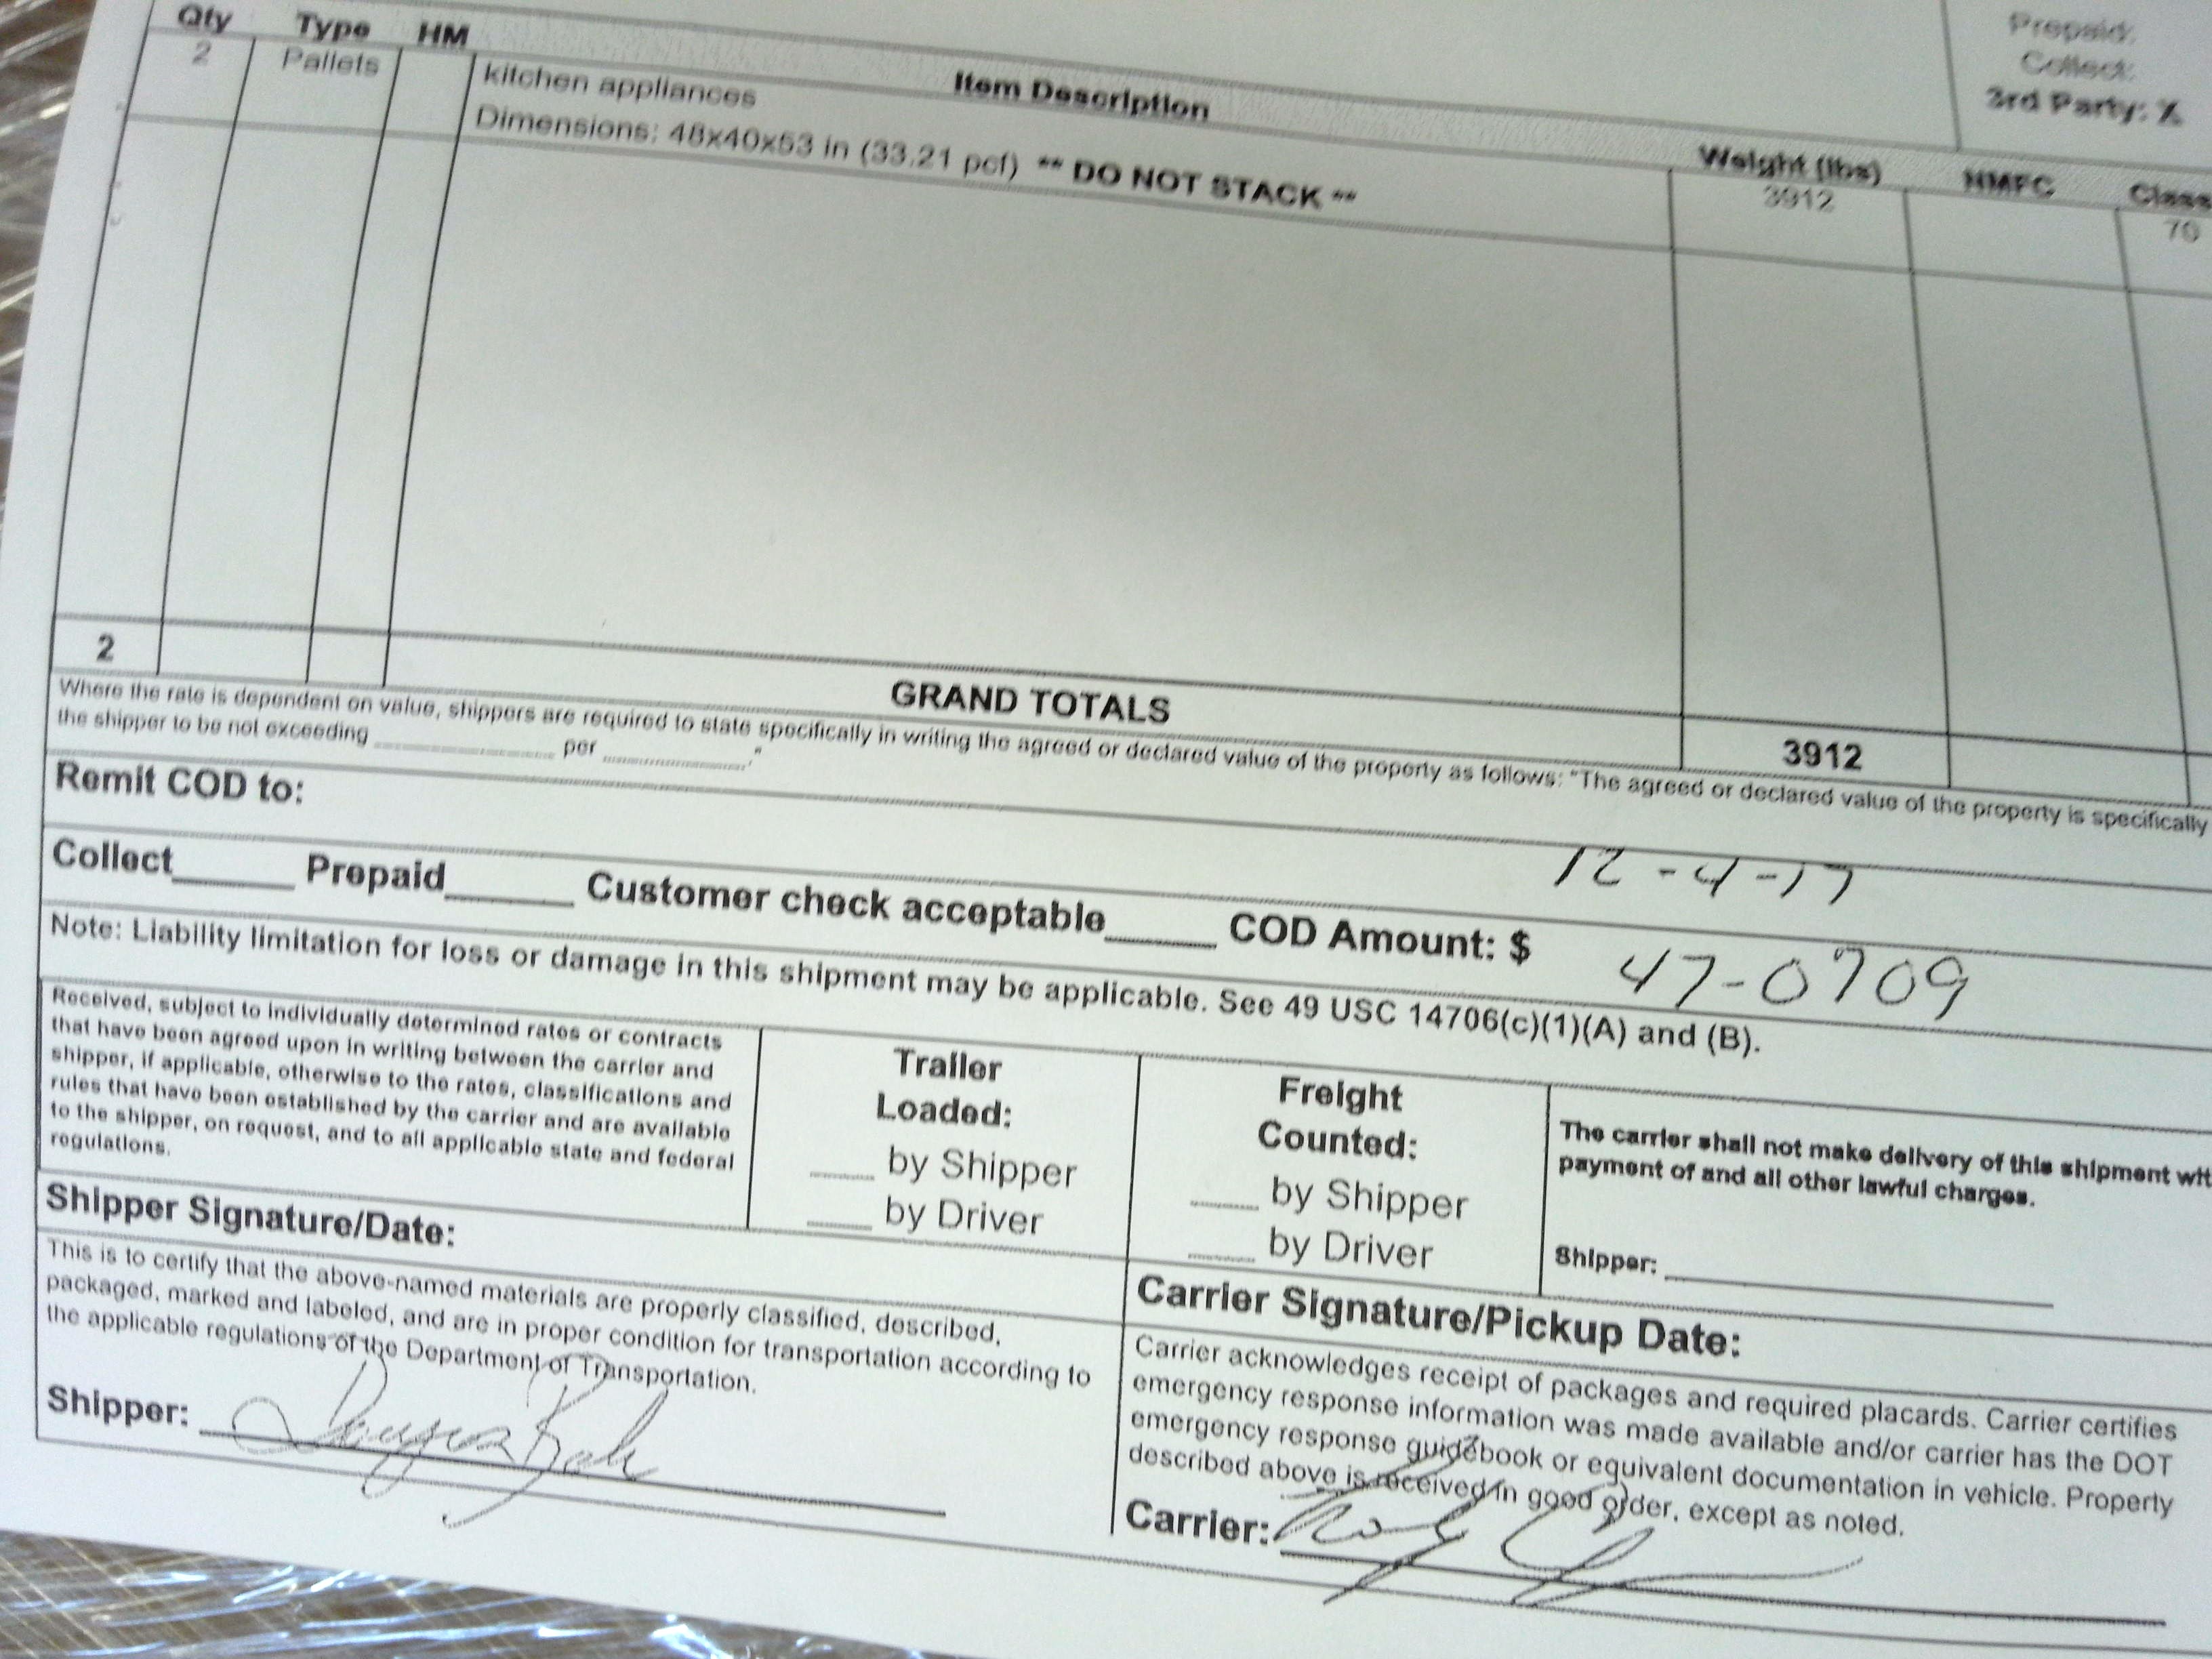 Prepaid:
Collect:
3rd Party: X
Qty Type HM Item Description Weight (lbs) NMFC Class
2 Pallets kitchen appliances 3912 70
Dimensions: 48x40x53 in (33.21 pcf) ** DO NOT STACK **
2 GRAND TOTALS 3912
Where the rate is dependent on value, shippers are required to state specifically in writing the agreed or declared value of the property as follows: "The agreed or declared value of the property is specifically
the shipper to be not exceeding ____ per ____."
Remit COD to:
12-4-17
Collect____ Prepaid____ Customer check acceptable____ COD Amount: $
47-0709
Note: Liability limitation for loss or damage in this shipment may be applicable. See 49 USC 14706(c)(1)(A) and (B).
Received, subject to individually determined rates or contracts
that have been agreed upon in writing between the carrier and
shipper, if applicable, otherwise to the rates, classifications and
rules that have been established by the carrier and are available
to the shipper, on request, and to all applicable state and federal
regulations.
Trailer
Loaded:
___ by Shipper
___ by Driver
Freight
Counted:
___ by Shipper
___ by Driver
The carrier shall not make delivery of this shipment wit
payment of and all other lawful charges.
Shipper: ____
Shipper Signature/Date:
This is to certify that the above-named materials are properly classified, described,
packaged, marked and labeled, and are in proper condition for transportation according to
the applicable regulations of the Department of Transportation.
Shipper:
Carrier Signature/Pickup Date:
Carrier acknowledges receipt of packages and required placards. Carrier certifies
emergency response information was made available and/or carrier has the DOT
emergency response guidebook or equivalent documentation in vehicle. Property
described above is received in good order, except as noted.
Carrier: